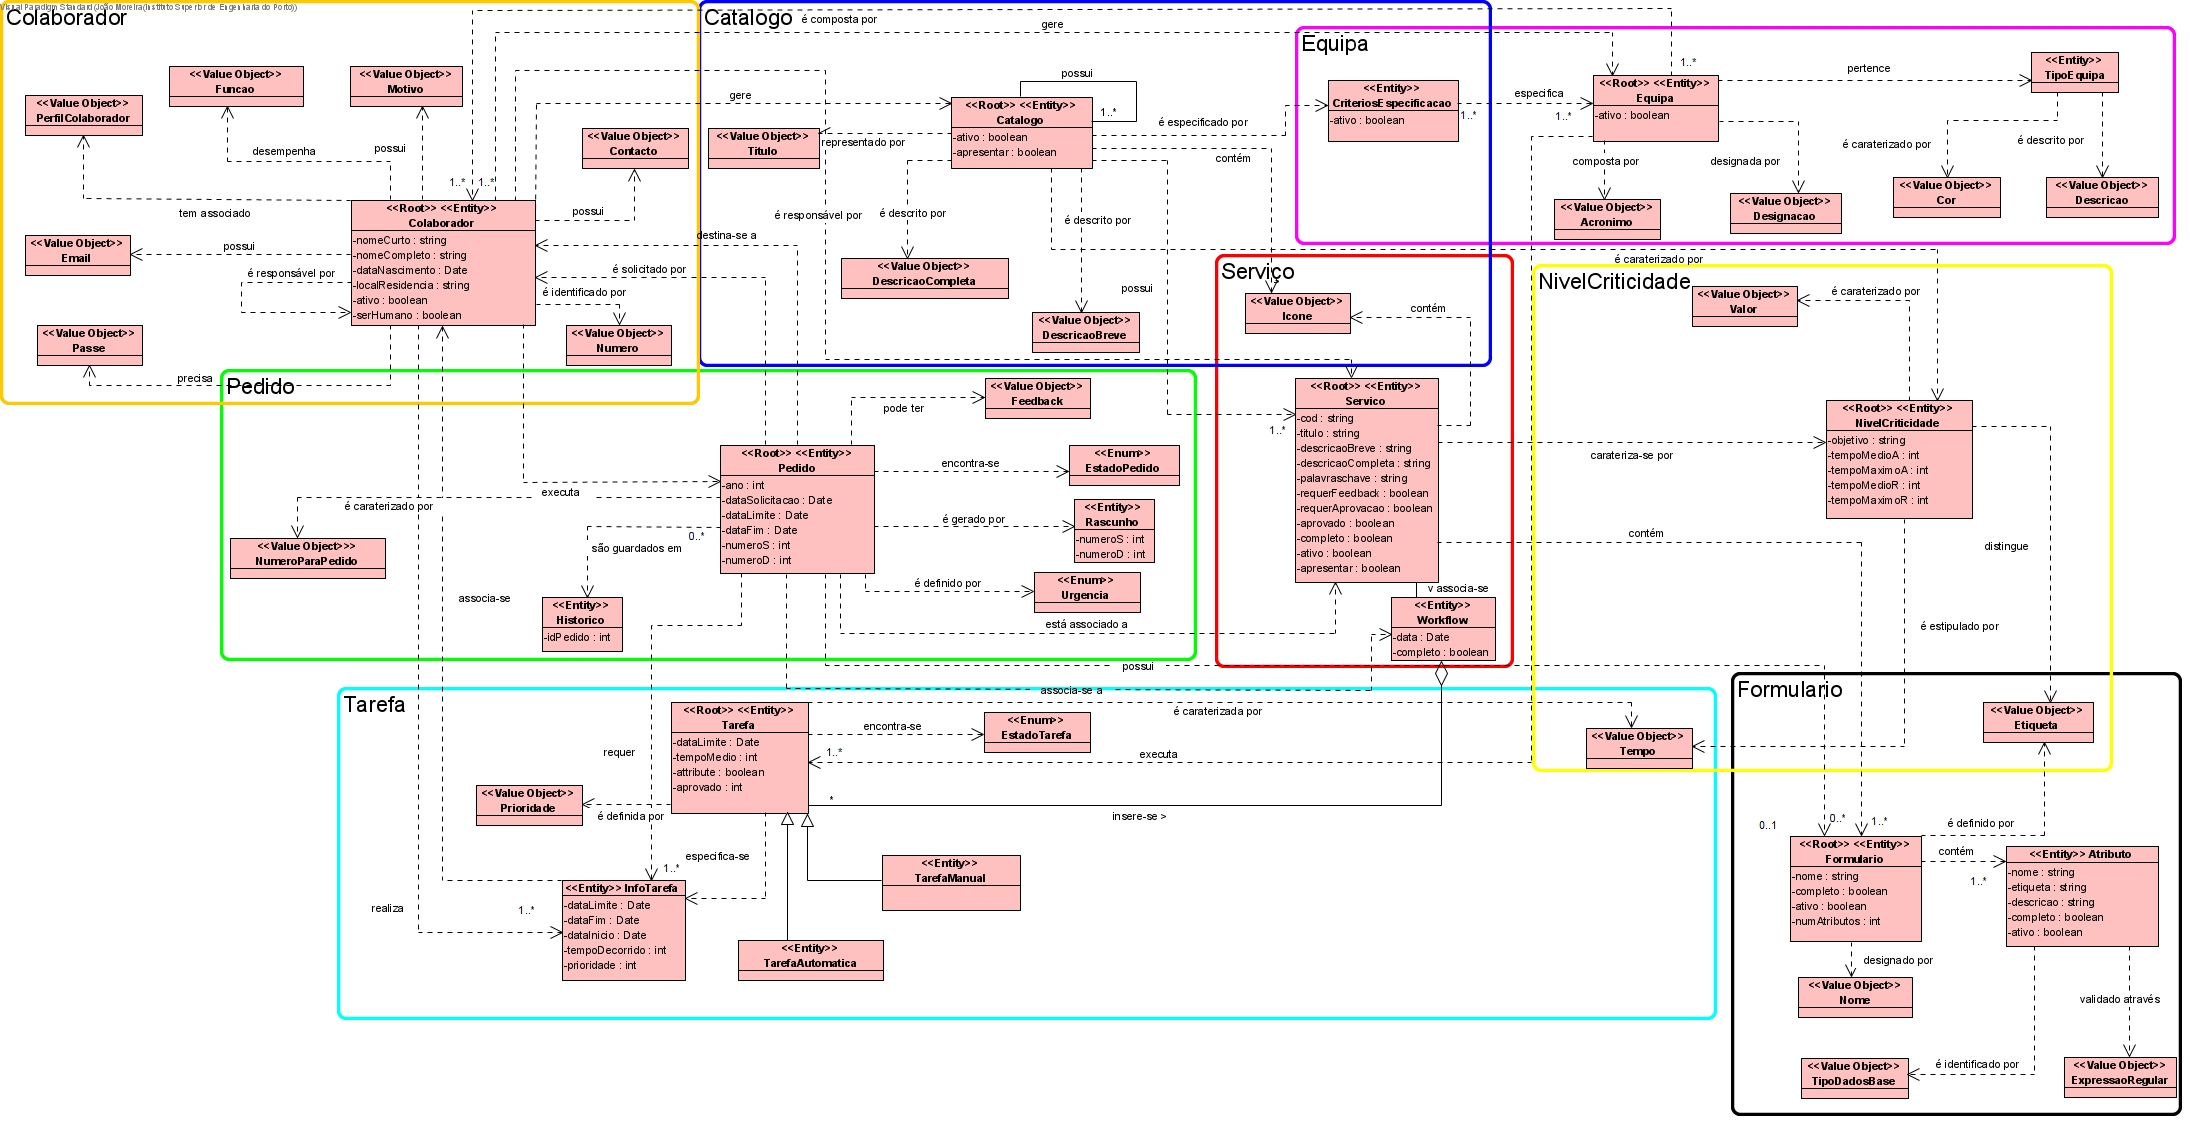 Visual Paradigm Standard(João Moreira(Instituto Superior de Engenharia do Porto))
Colaborador
<<Value Object>>
PerfilColaborador
<<Value Object>>
Funcao
<<Value Object>>
Motivo
<<Value Object>>
Contacto
desempenha
possui
tem associado
1..*
1..*
possui
<<Root>> <<Entity>>
Colaborador
-nomeCurto : string
-nomeCompleto : string
-dataNascimento : Date
-localResidencia : string
-ativo : boolean
-serHumano : boolean
<<Value Object>>
Email
possui
é responsável por
é identificado por
<<Value Object>>
Passe
<<Value Object>>
Numero
precisa
Catalogo
é composta por
gere
gere
possui
1..*
<<Root>> <<Entity>>
Catalogo
-ativo : boolean
-apresentar : boolean
<<Value Object>>
Titulo
representado por
é especificado por
contém
é responsável por
é descrito por
é descrito por
destina-se a
é solicitado por
<<Value Object>>
DescricaoCompleta
possui
<<Value Object>>
DescricaoBreve
Equipa
<<Entity>>
CriteriosEspecificacao
-ativo : boolean
especifica
1..*
1..*
1..*
<<Root>> <<Entity>>
Equipa
-ativo : boolean
pertence
<<Entity>>
TipoEquipa
composta por
designada por
é caraterizado por
é descrito por
<<Value Object>>
Acronimo
<<Value Object>>
Designacao
<<Value Object>>
Cor
<<Value Object>>
Descricao
é caraterizado por
Serviço
<<Value Object>>
Icone
contém
<<Root>> <<Entity>>
Servico
-cod : string
-titulo : string
-descricaoBreve : string
-descricaoCompleta : string
-palavraschave : string
-requerFeedback : boolean
-requerAprovacao : boolean
-aprovado : boolean
-completo : boolean
-ativo : boolean
-apresentar : boolean
1..*
v associa-se
<<Entity>>
Workflow
-data : Date
-completo : boolean
NivelCriticidade
<<Value Object>>
Valor
é caraterizado por
<<Root>> <<Entity>>
NivelCriticidade
-objetivo : string
-tempoMedioA : int
-tempoMaximoA : int
-tempoMedioR : int
-tempoMaximoR : int
carateriza-se por
contém
distingue
é estipulado por
Pedido
<<Value Object>>
Feedback
pode ter
<<Root>> <<Entity>>
Pedido
-ano : int
-dataSolicitacao : Date
-dataLimite : Date
-dataFim : Date
-numeroS : int
-numeroD : int
encontra-se
<<Enum>>
EstadoPedido
executa
é caraterizado por
<<Value Object>>>
NumeroParaPedido
0..*
são guardados em
é gerado por
<<Entity>>
Rascunho
-numeroS : int
-numeroD : int
é definido por
<<Enum>>
Urgencia
associa-se
<<Entity>>
Historico
-idPedido : int
está associado a
possui
associa-se a
Tarefa
<<Root>> <<Entity>>
Tarefa
-dataLimite : Date
-tempoMedio : int
-attribute : boolean
-aprovado : int
encontra-se
<<Enum>>
EstadoTarefa
é caraterizada por
1..*
executa
<<Value Object>>
Tempo
requer
<<Value Object>>
Prioridade
é definida por
*
insere-se >
especifica-se
1..*
<<Entity>>
TarefaManual
<<Entity>> InfoTarefa
-dataLimite : Date
-dataFim : Date
-dataInicio : Date
-tempoDecorrido : int
-prioridade : int
realiza
1..*
<<Entity>>
TarefaAutomatica
Formulario
<<Value Object>>
Etiqueta
0..1
0..*
1..*
é definido por
<<Root>> <<Entity>>
Formulario
-nome : string
-completo : boolean
-ativo : boolean
-numAtributos : int
contém
1..*
<<Entity>> Atributo
-nome : string
-etiqueta : string
-descricao : string
-completo : boolean
-ativo : boolean
designado por
<<Value Object>>
Nome
validado através
é identificado por
<<Value Object>>
TipoDadosBase
<<Value Object>>
ExpressaoRegular